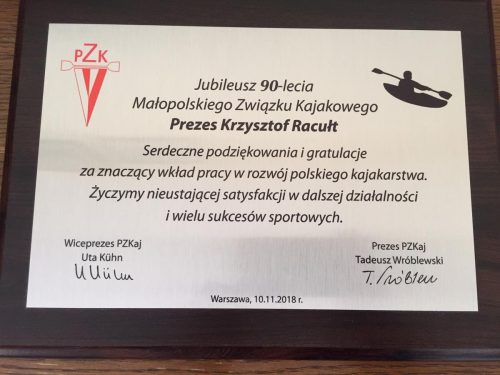 PZK
Jubileusz 90-lecia
Małopolskiego Związku Kajakowego
Prezes Krzysztof Racułt
Serdeczne podziękowania i gratulacje
za znaczący wkład pracy w rozwój polskiego kajakarstwa.
Życzymy nieustającej satysfakcji w dalszej działalności
i wielu sukcesów sportowych.
Wiceprezes PZKaj
Uta Kühn
Prezes PZKaj
Tadeusz Wróblewski
Warszawa, 10.11.2018 r.